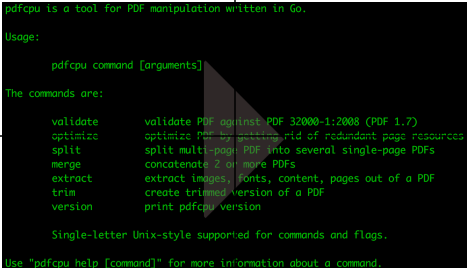 pdfcpu is a tool for PDF manipulation written in Go.
Usage:
pdfcpu command [arguments]
The commands are:
validate validate PDF against PDF 32000-1:2008 (PDF 1.7)
optimize optimize PDF by getting rid of redundant page resources
split split multi-page PDF into several single-page PDFs
merge concatenate 2 or more PDFs
extract extract images, fonts, content, pages out of a PDF
trim create trimmed version of a PDF
version print pdfcpu version
Single-letter Unix-style supported for commands and flags.
Use "pdfcpu help [command]" for more information about a command.